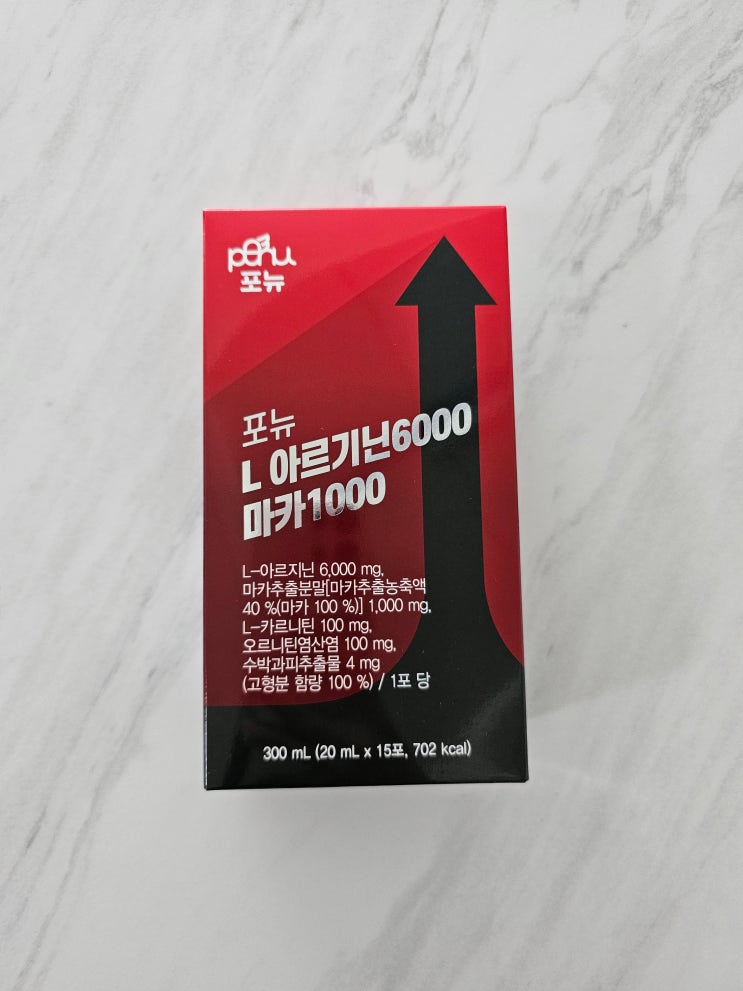 ponu
포뉴
포뉴
L 아르기닌6000
마카1000
L-아르지닌 6,000 mg,
마카추출분말[마카추출농축액
40 %(마카 100 %)] 1,000 mg,
L-카르니틴 100 mg,
오르니틴염산염 100 mg,
수박과피추출물 4 mg
(고형분 함량 100 %) / 1포 당
300 mL (20 mL x 15포, 702 kcal)